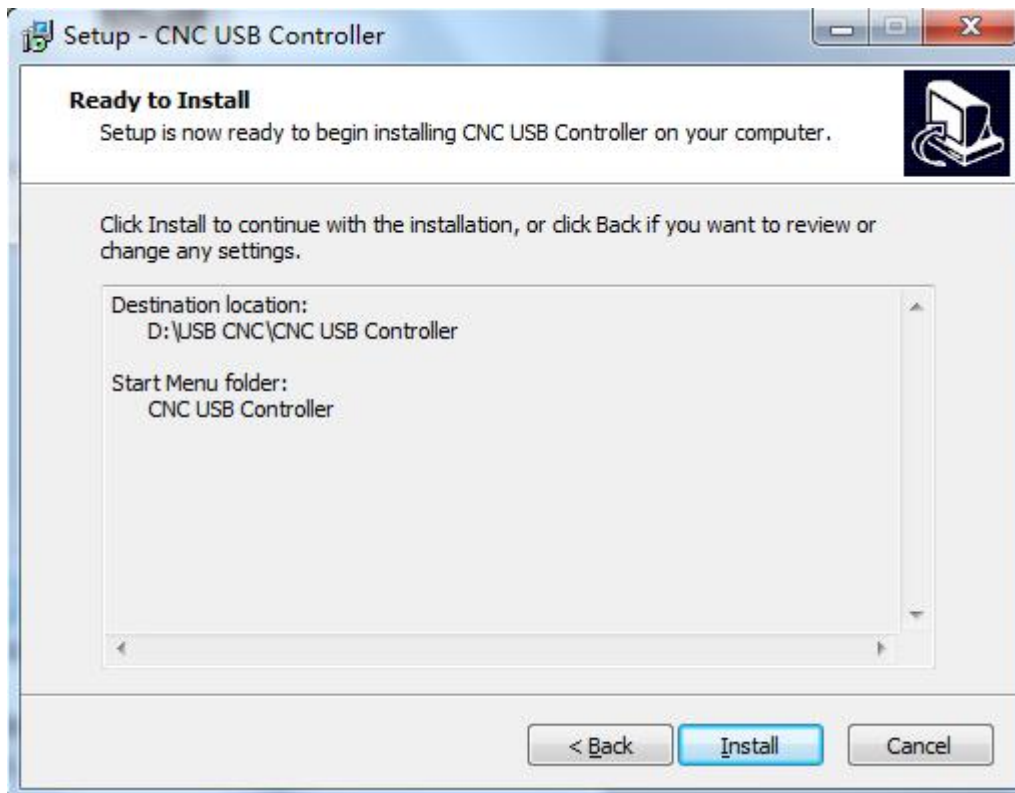 Setup - CNC USB Controller
Ready to Install
Setup is now ready to begin installing CNC USB Controller on your computer.
Click Install to continue with the installation, or click Back if you want to review or
change any settings.
Destination location:
D:\USB CNC\CNC USB Controller
Start Menu folder:
CNC USB Controller
< Back
Install
Cancel